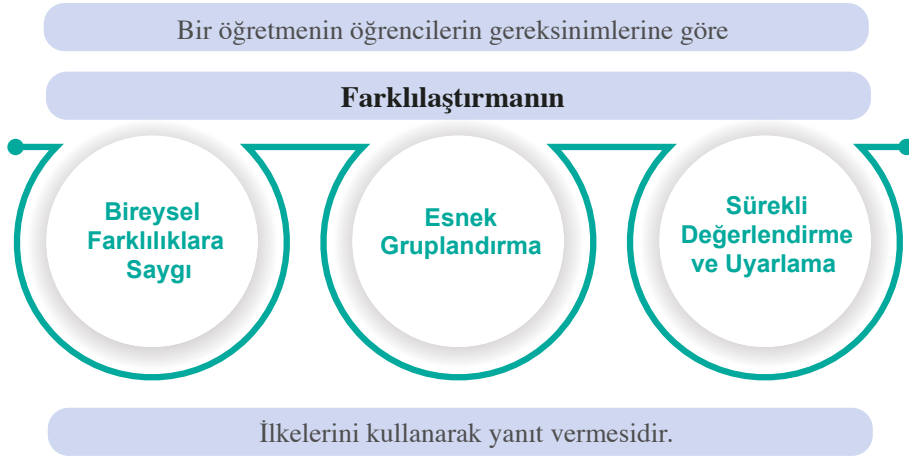 Bir öğretmenin öğrencilerin gereksinimlerine göre
Farklılaştırmanın
Bireysel
Farklılıklara
Saygı
Esnek
Gruplandırma
Sürekli
Değerlendirme
ve Uyarlama
İlkelerini kullanarak yanıt vermesidir.